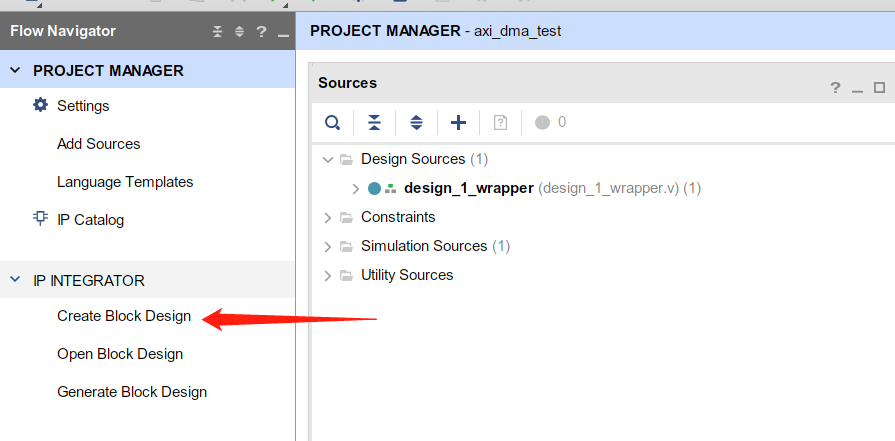 Flow Navigator
?
PROJECT MANAGER
Settings
Add Sources
Language Templates
IP Catalog
IP INTEGRATOR
Create Block Design
Open Block Design
Generate Block Design
PROJECT MANAGER - axi_dma_test
Sources
?
? 0
Design Sources (1)
design_1_wrapper (design_1_wrapper.v) (1)
Constraints
Simulation Sources (1)
Utility Sources